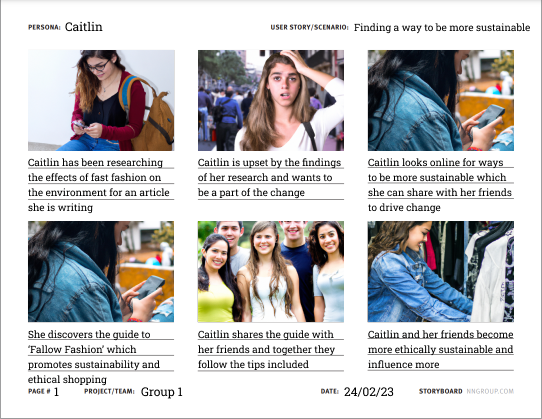 PERSONA: Caitlin
USER STORY/SCENARIO: Finding a way to be more sustainable
Caitlin has been researching
the effects of fast fashion on
the environment for an article
she is writing
Caitlin is upset by the findings
of her research and wants to
be a part of the change
Caitlin looks online for ways
to be more sustainable which
she can share with her friends
to drive change
She discovers the guide to
‘Fallow Fashion’ which
promotes sustainability and
ethical shopping
Caitlin shares the guide with
her friends and together they
follow the tips included
Caitlin and her friends become
more ethically sustainable and
influence more
PAGE # 1
PROJECT/TEAM: Group 1
DATE: 24/02/23
STORYBOARD NNGROUP.COM